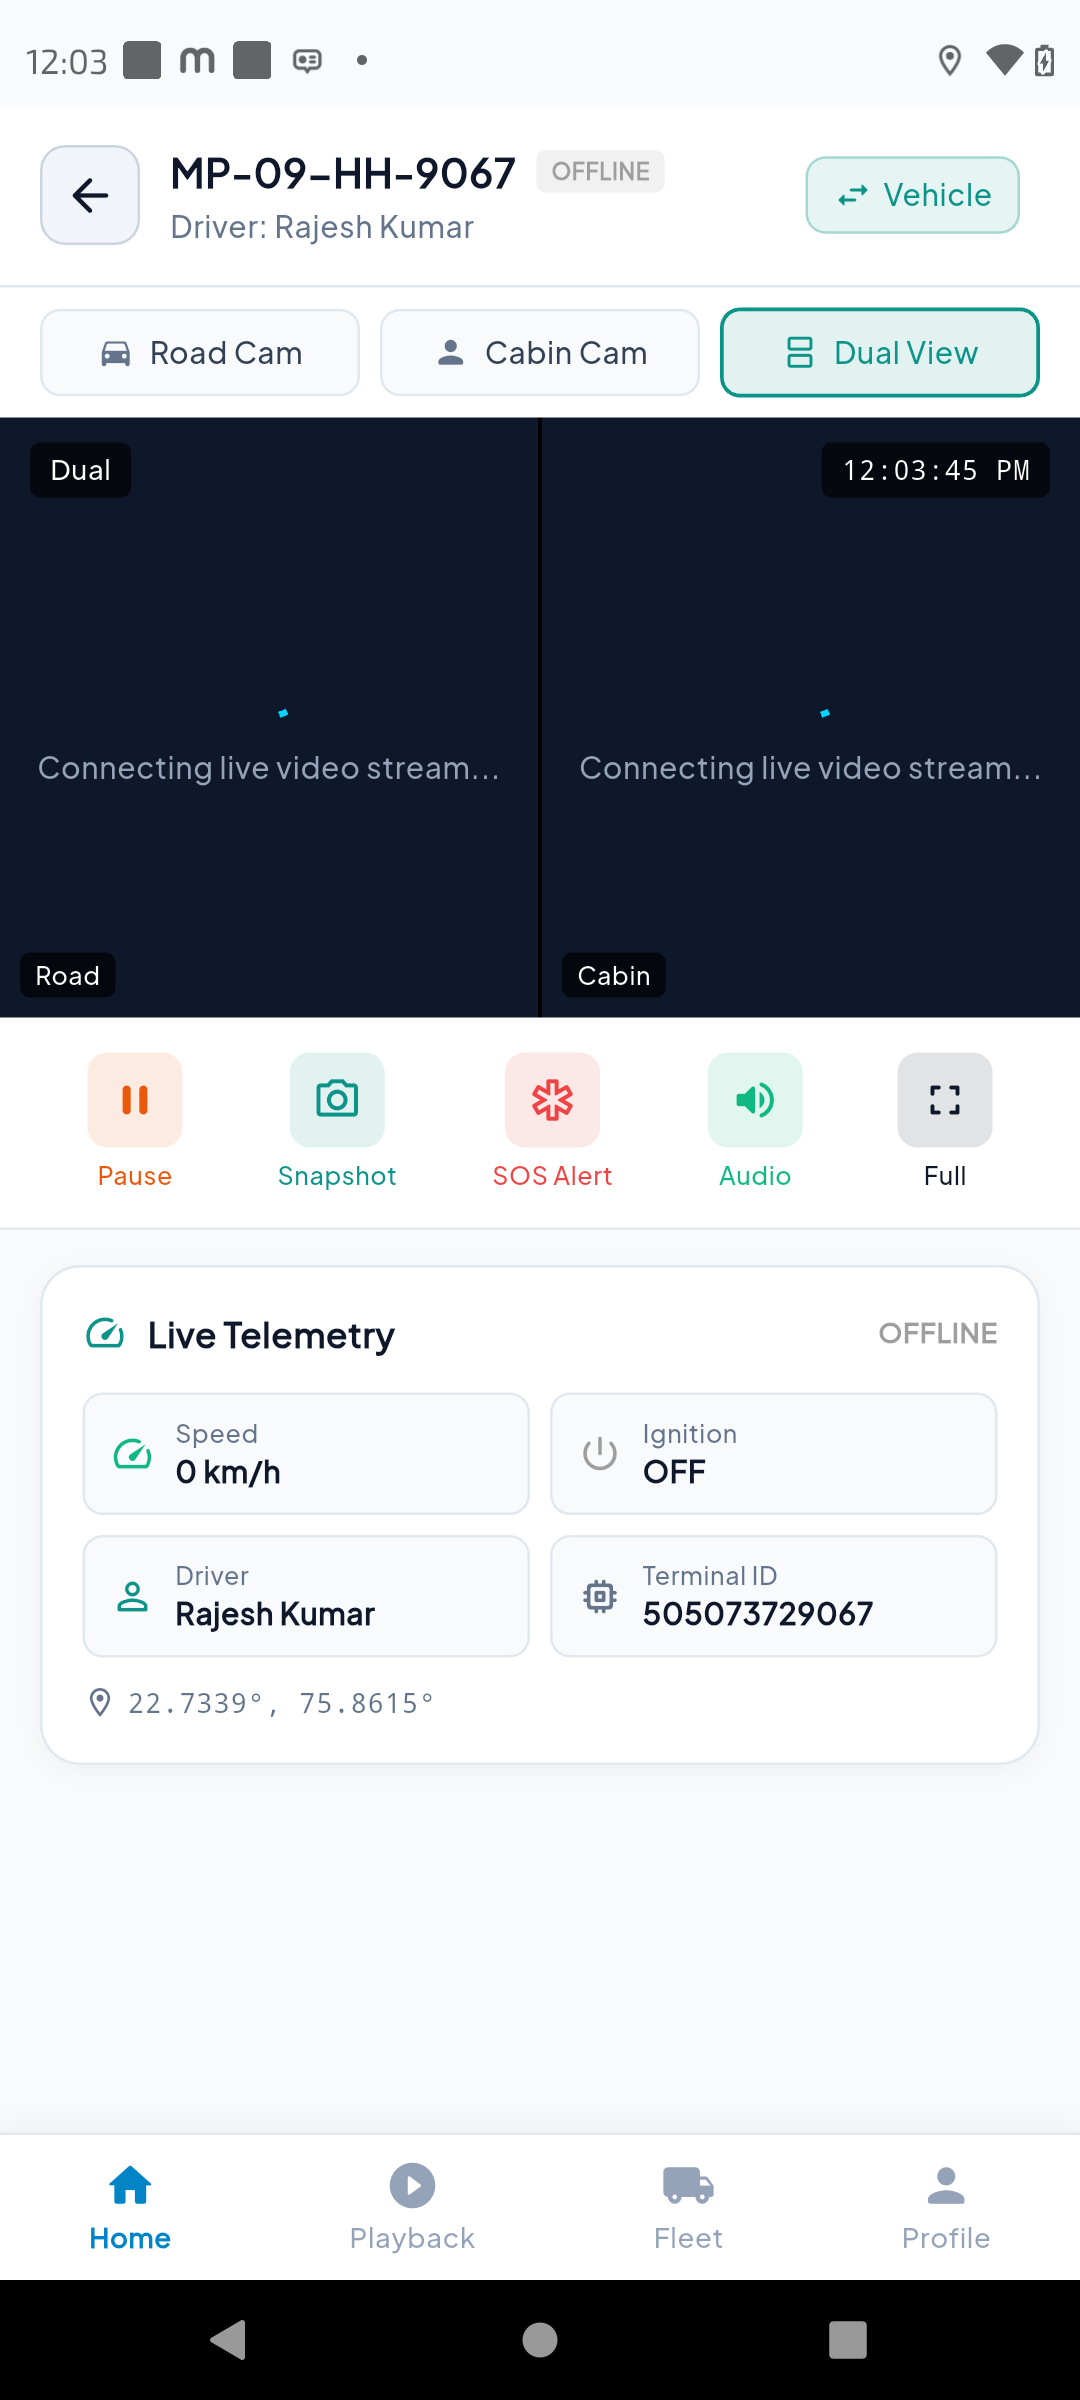 12:03
MP-09-HH-9067
OFFLINE
Driver: Rajesh Kumar
Vehicle
Road Cam
Cabin Cam
Dual View
Dual
12:03:45 PM
Connecting live video stream...
Connecting live video stream...
Road
Cabin
Pause
Snapshot
SOS Alert
Audio
Full
Live Telemetry
OFFLINE
Speed
0 km/h
Ignition
OFF
Driver
Rajesh Kumar
Terminal ID
505073729067
22.7339°, 75.8615°
Home
Playback
Fleet
Profile